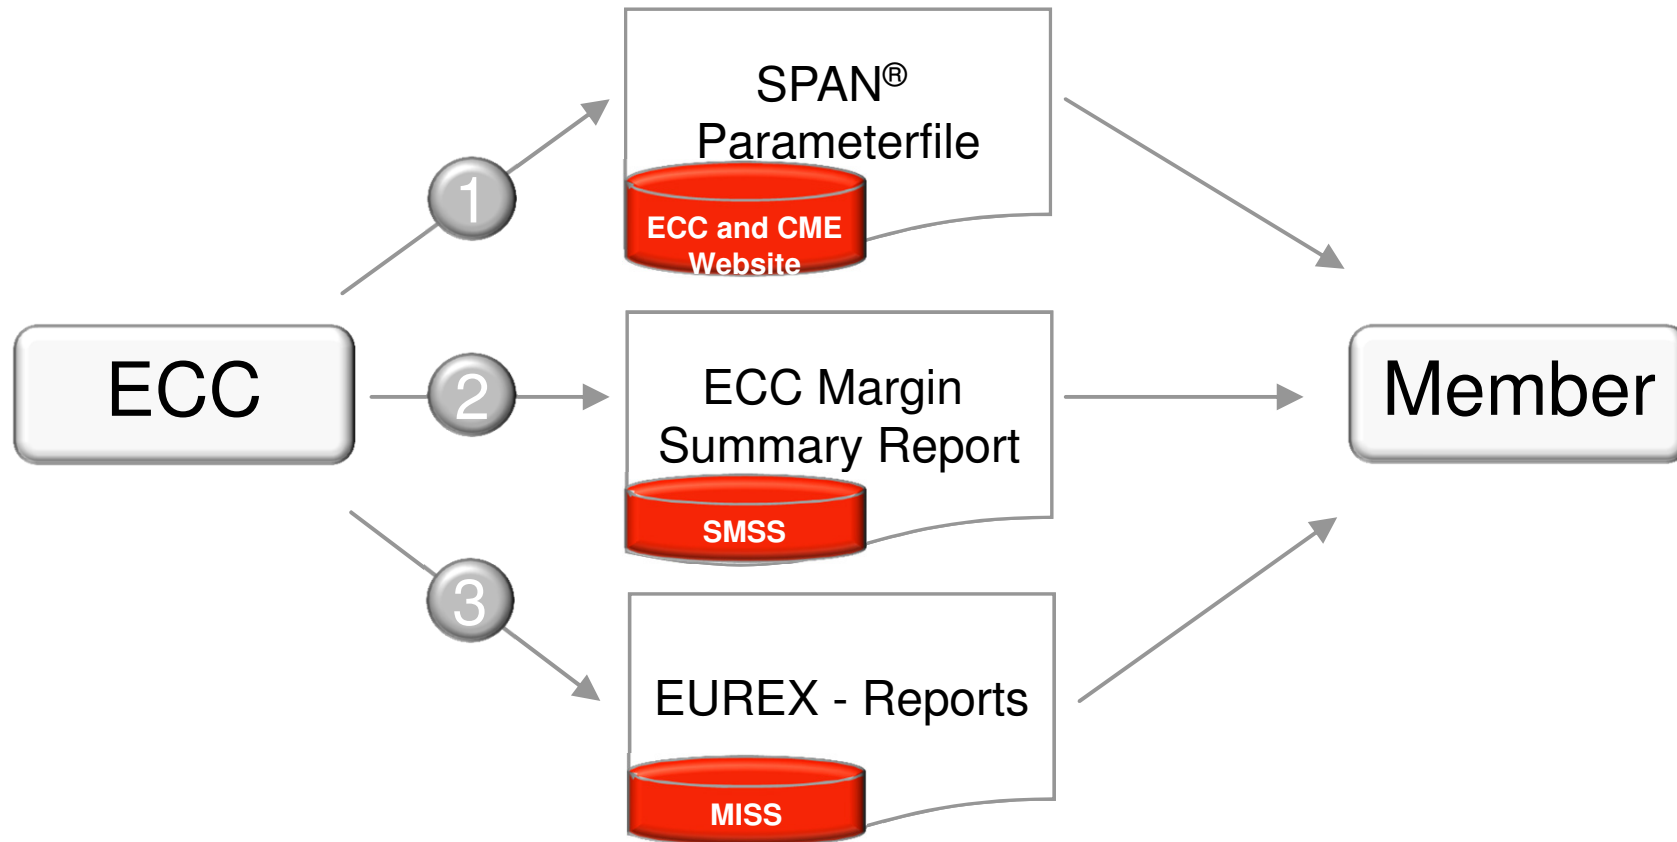 SPAN®
Parameterfile
1
ECC and CME
Website
ECC
2
ECC Margin
Summary Report
SMSS
Member
3
EUREX - Reports
MISS